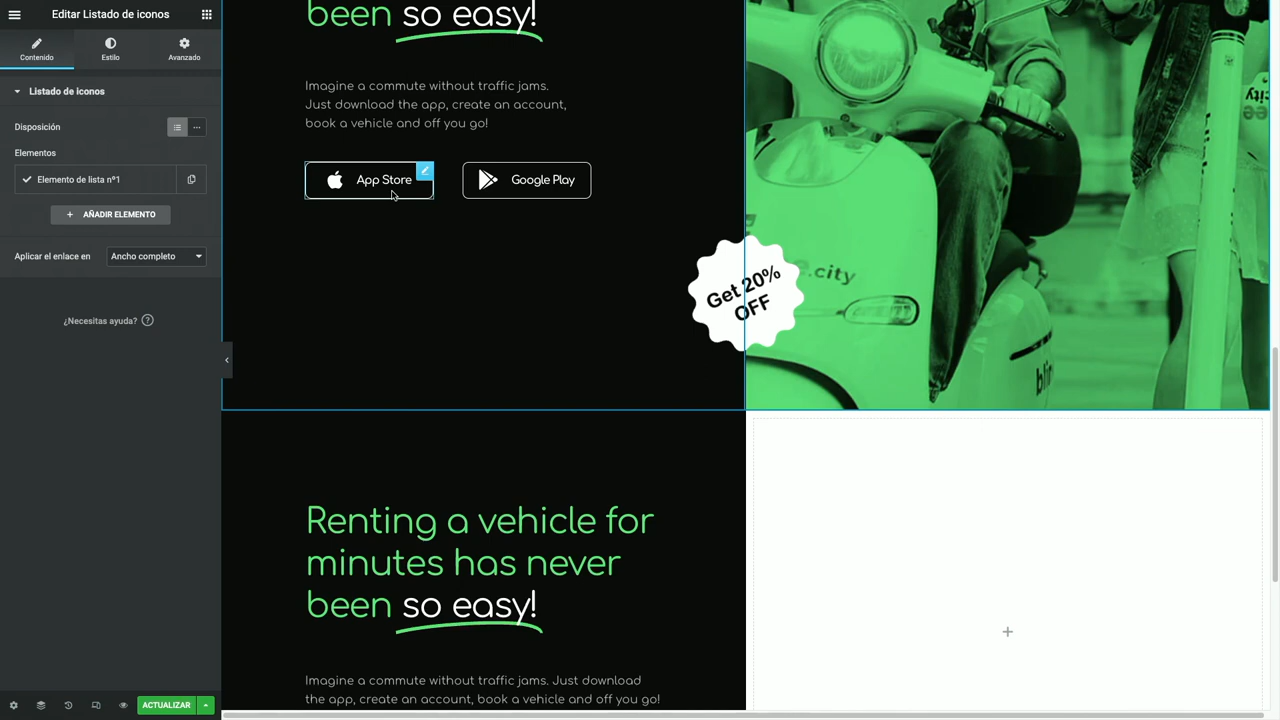 Editar Listado de iconos
Contenido
Estilo
Avanzado
Listado de iconos
Disposición
Elementos
Elemento de lista nº1
AÑADIR ELEMENTO
Aplicar el enlace en
Ancho completo
¿Necesitas ayuda?
ACTUALIZAR
been so easy!
Imagine a commute without traffic jams.
Just download the app, create an account,
book a vehicle and off you go!
App Store
Google Play
Get 20%
OFF
.city
city
Renting a vehicle for
minutes has never
been so easy!
Imagine a commute without traffic jams. Just download
the app, create an account, book a vehicle and off you go!